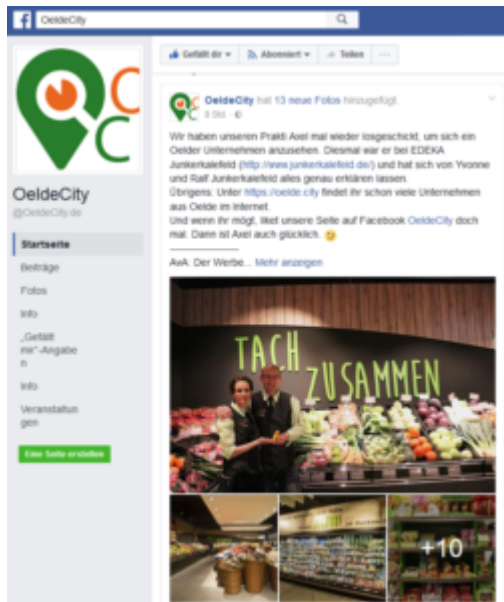 OeldeCity
Gefällt dir
Abonniert
Teilen
OeldeCity hat 13 neue Fotos hinzugefügt.
9 Std.
Wir haben unseren Prakti Axel mal wieder losgeschickt, um sich ein
Oelder Unternehmen anzusehen. Diesmal war er bei EDEKA
Junkerkalefeld (http://www.junkerkalefeld.de/) und hat sich von Yvonne
und Ralf Junkerkalefeld alles genau erklären lassen.
Übrigens: Unter https://oelde.city findet ihr schon viele Unternehmen
aus Oelde im Internet.
Und wenn ihr mögt, liket unsere Seite auf Facebook OeldeCity doch
mal. Dann ist Axel auch glücklich.
--------------------
AvA. Der Werbe... Mehr anzeigen
OeldeCity
@OeldeCity.de
Startseite
Beiträge
Fotos
Info
„Gefällt
mir“-Angabe
n
Info
Veranstaltun
gen
Eine Seite erstellen
TACH
ZUSAMMEN
+10